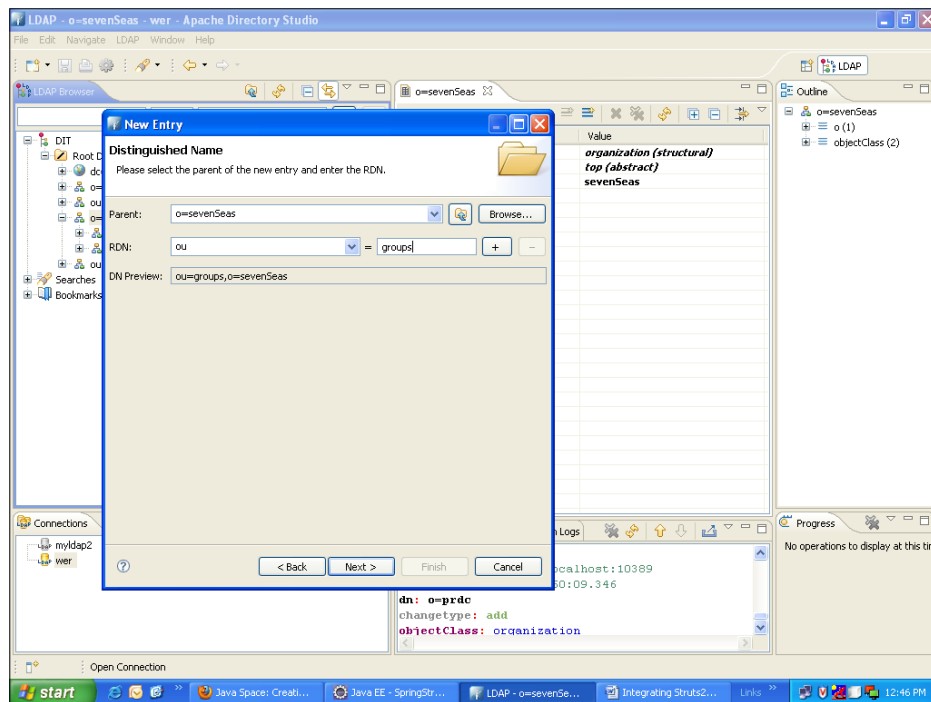 LDAP - o=sevenSeas - wer - Apache Directory Studio
File Edit Navigate LDAP Window Help
LDAP
LDAP Browser
o=sevenSeas
Outline
DIT
Root D
dc
o=
ou
o=
ou
Searches
Bookmarks
New Entry
Distinguished Name
Please select the parent of the new entry and enter the RDN.
Parent: o=sevenSeas Browse...
RDN: ou = groups + -
DN Preview: ou=groups,o=sevenSeas
< Back Next > Finish Cancel
Value
organization (structural)
top (abstract)
sevenSeas
o=sevenSeas
o (1)
objectClass (2)
Connections
myldap2
wer
Logs
Progress
No operations to display at this tim
calhost:10389
0:09.346
dn: o=prdc
changetype: add
objectClass: organization
Open Connection
start
Java Space: Creati...
Java EE - SpringStr...
LDAP - o=sevenSe...
Integrating Struts2...
Links
12:46 PM